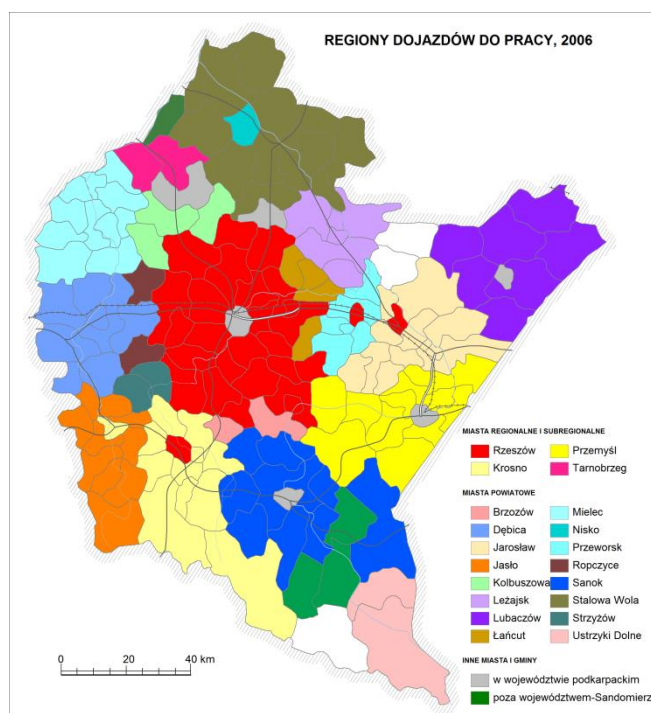 REGIONY DOJAZDÓW DO PRACY, 2006
MIASTA REGIONALNE I SUBREGIONALNE
Rzeszów
Przemyśl
Krosno
Tarnobrzeg
MIASTA POWIATOWE
Brzozów
Mielec
Dębica
Nisko
Jarosław
Przeworsk
Jasło
Ropczyce
Kolbuszowa
Sanok
Leżajsk
Stalowa Wola
Lubaczów
Strzyżów
Łańcut
Ustrzyki Dolne
INNE MIASTA I GMINY
w województwie podkarpackim
poza województwem-Sandomierz
0 20 40 km